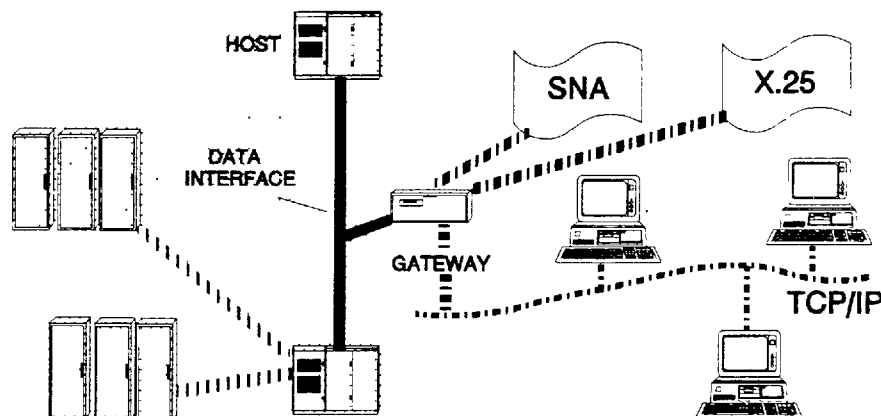 HOST
SNA
X.25
DATA
INTERFACE
GATEWAY
TCP/IP